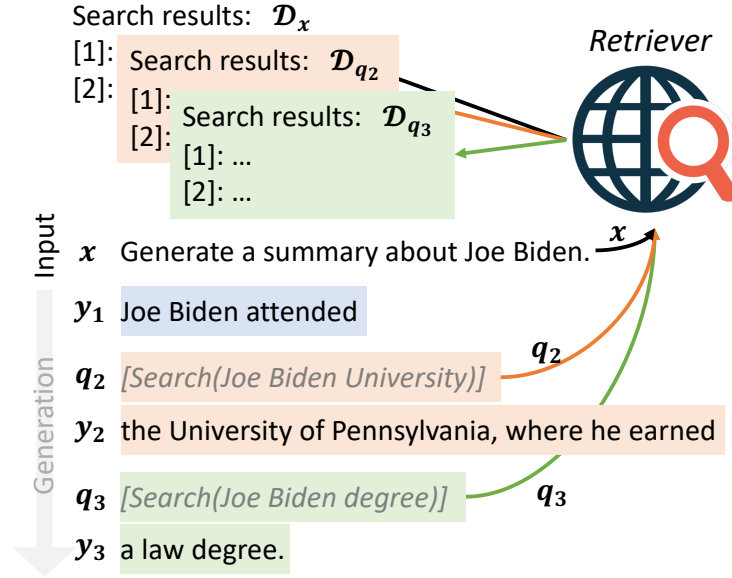 Search results: 𝓓ₓ
[1]:
[2]:
Search results: 𝓓_q₂
[1]:
[2]:
Search results: 𝓓_q₃
[1]: ...
[2]: ...
Retriever
Input
x Generate a summary about Joe Biden.
x
Generation
y₁ Joe Biden attended
q₂ [Search(Joe Biden University)]
q₂
y₂ the University of Pennsylvania, where he earned
q₃ [Search(Joe Biden degree)]
q₃
y₃ a law degree.